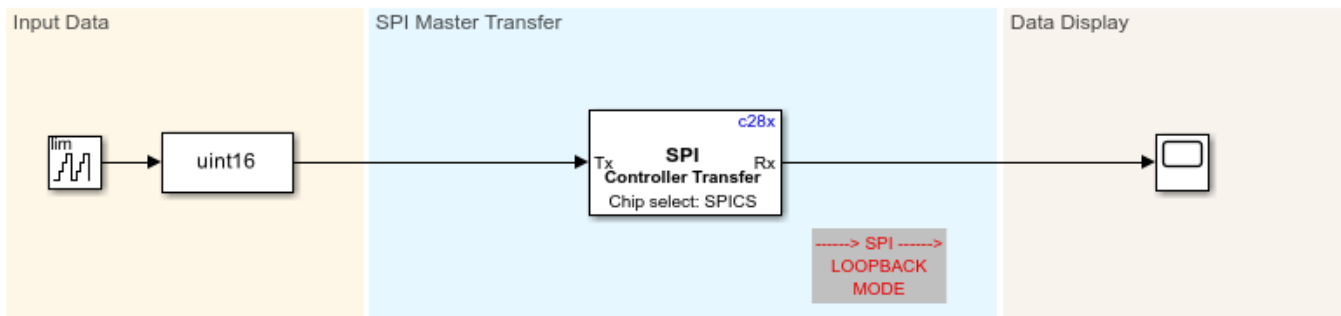 Input Data
SPI Master Transfer
Data Display
lim
uint16
c28x
Tx SPI Rx
Controller Transfer
Chip select: SPICS
------> SPI ------>
LOOPBACK
MODE